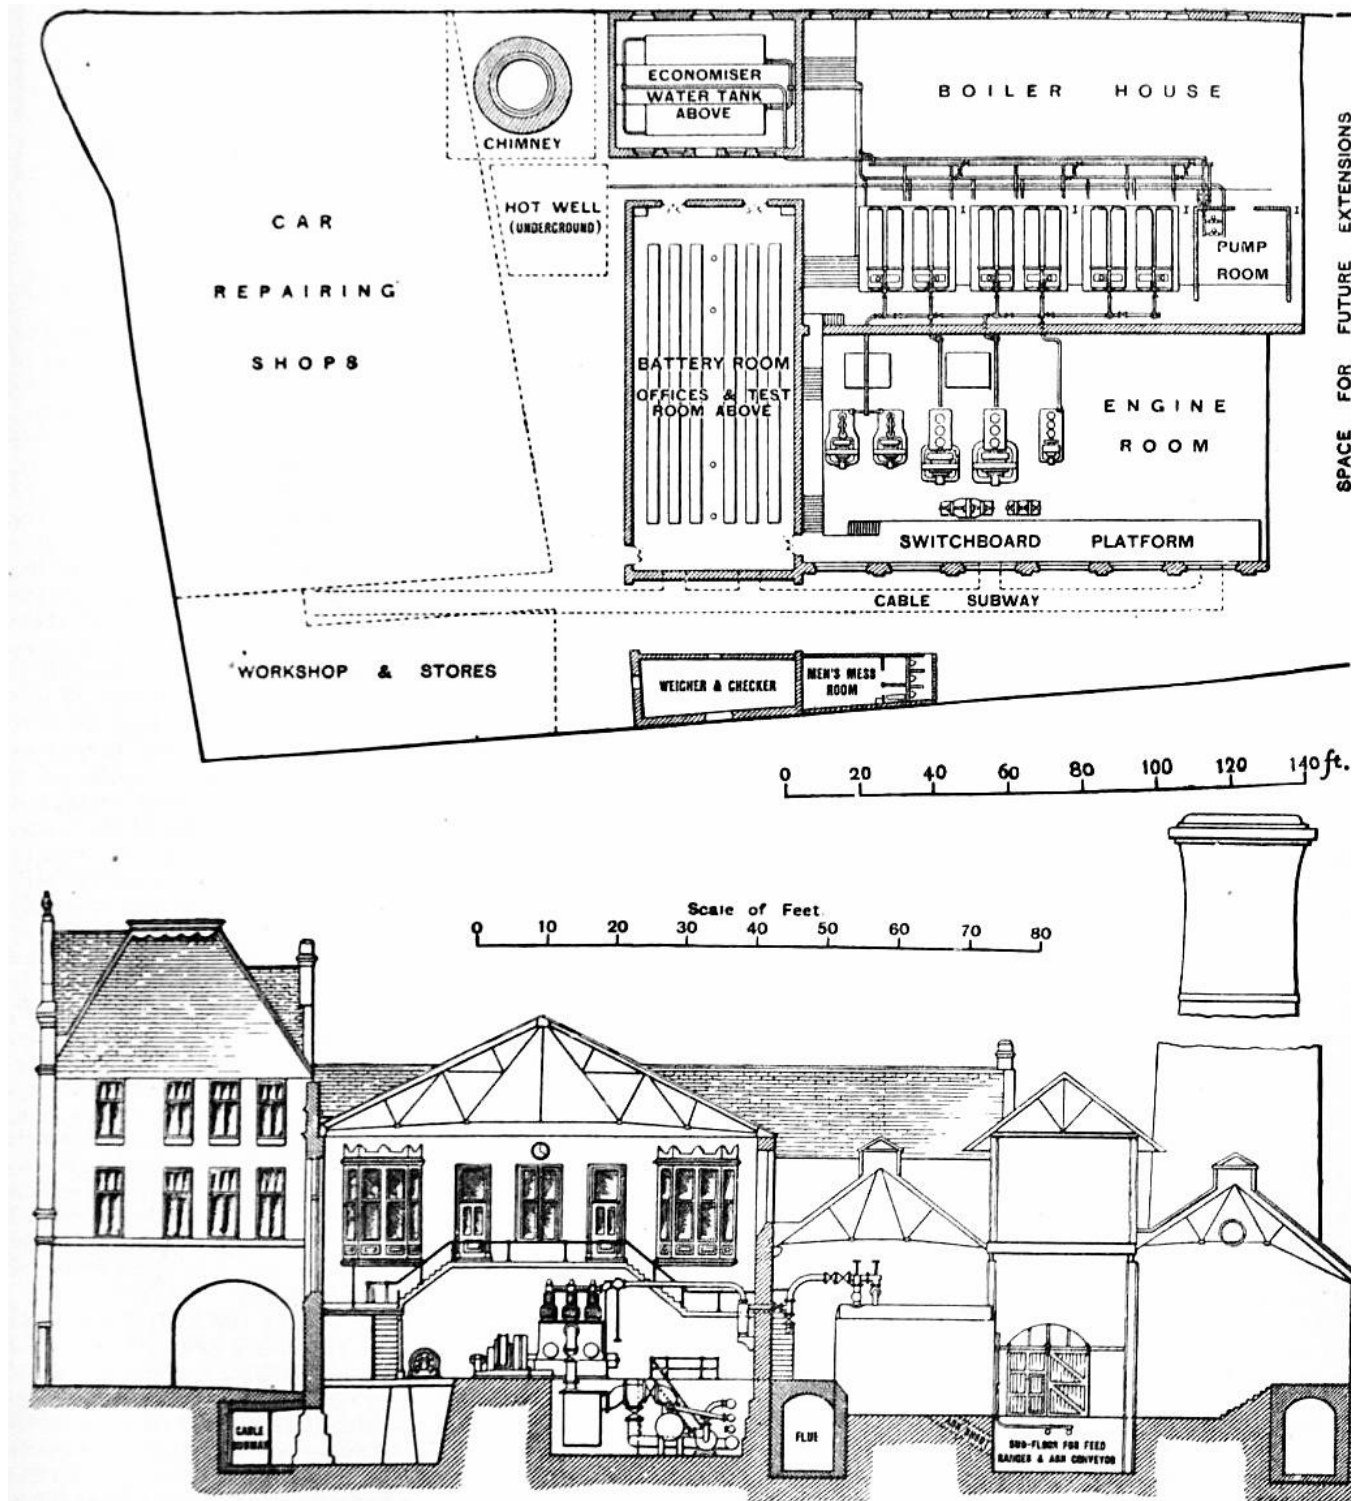 ECONOMISER
WATER TANK
ABOVE
BOILER HOUSE
CHIMNEY
HOT WELL
(UNDERGROUND)
CAR
REPAIRING
SHOPS
PUMP
ROOM
SPACE FOR FUTURE EXTENSIONS
BATTERY ROOM
OFFICES & TEST
ROOM ABOVE
ENGINE
ROOM
SWITCHBOARD PLATFORM
CABLE SUBWAY
WORKSHOP & STORES
WEIGHER & CHECKER
MEN'S MESS
ROOM
0 20 40 60 80 100 120 140 ft.
Scale of Feet.
0 10 20 30 40 50 60 70 80
CABLE
SUBWAY
FLUE
ASH SHOOT
SUB-FLOOR FOR FEED
RANGES & ASH CONVEYOR